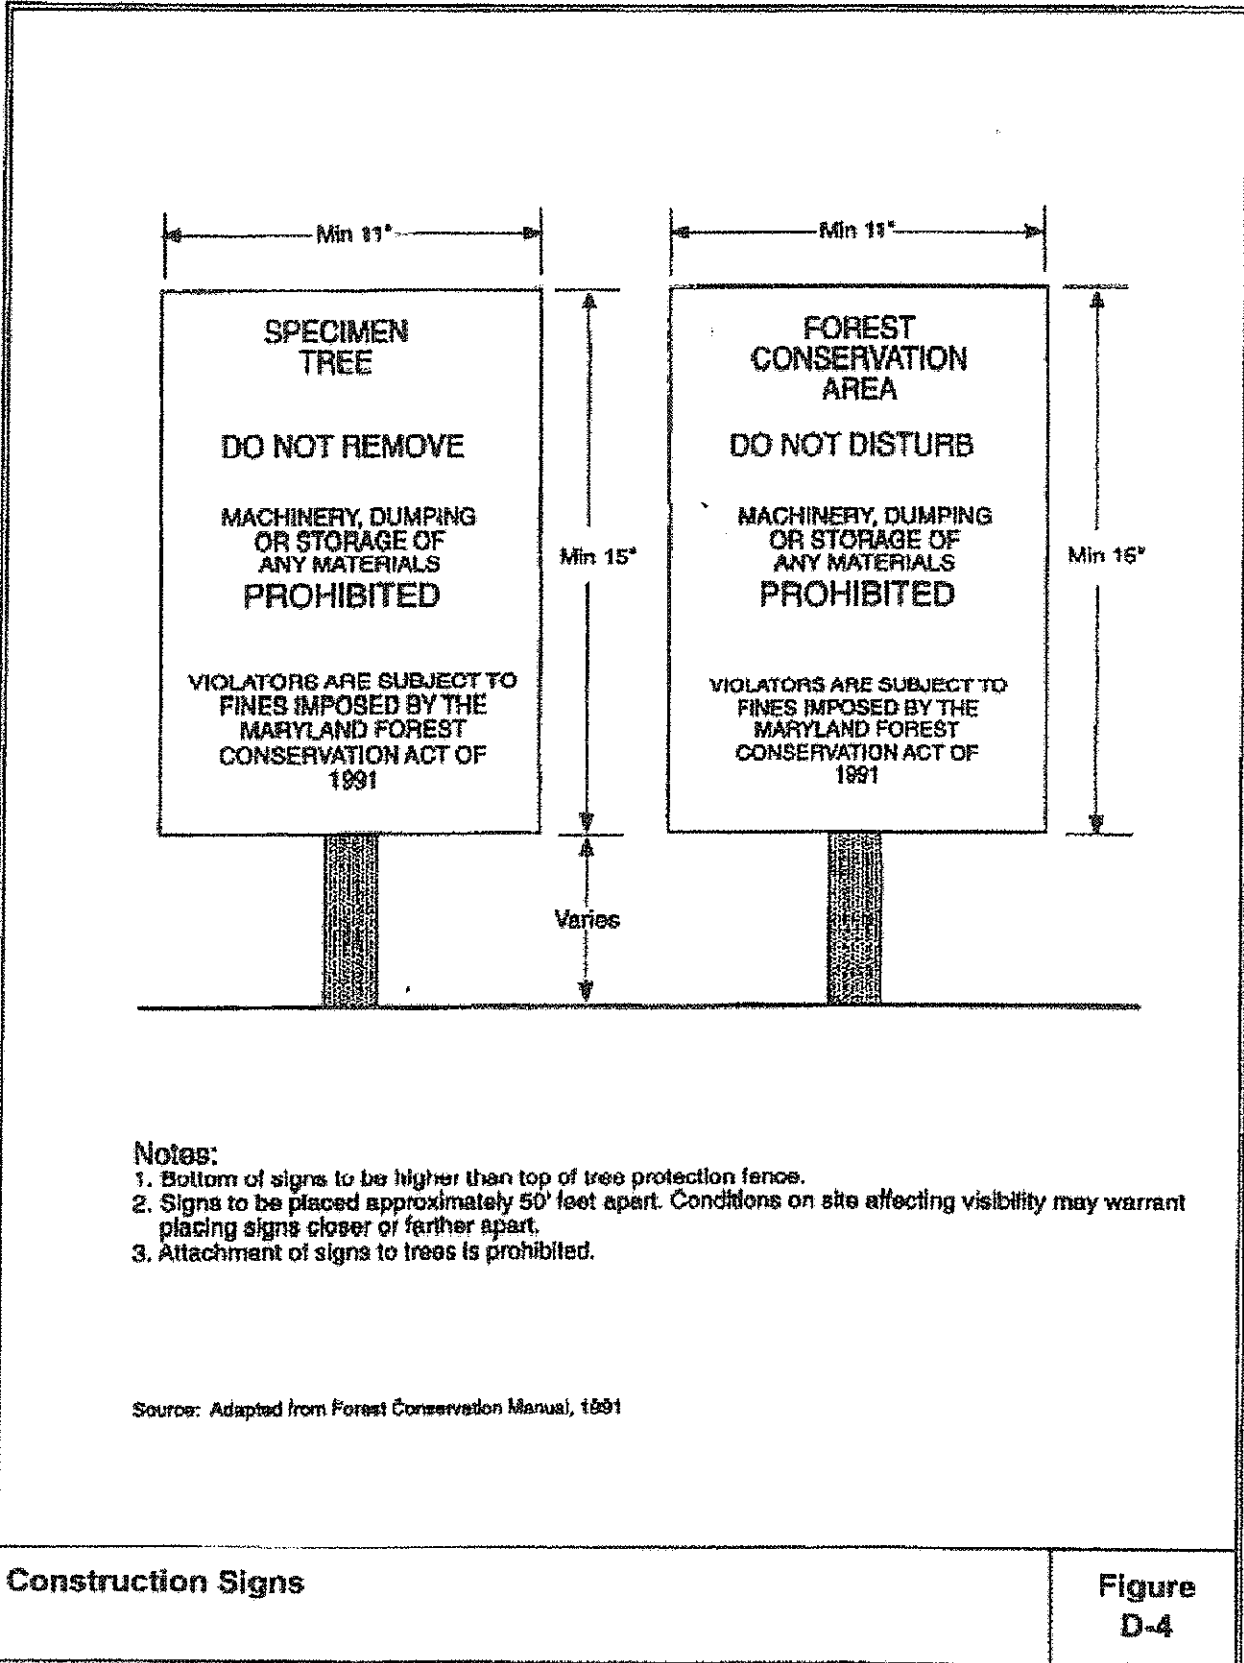 Min 11"
Min 11"
SPECIMEN
TREE
DO NOT REMOVE
MACHINERY, DUMPING
OR STORAGE OF
ANY MATERIALS
PROHIBITED
VIOLATORS ARE SUBJECT TO
FINES IMPOSED BY THE
MARYLAND FOREST
CONSERVATION ACT OF
1991
Min 15"
FOREST
CONSERVATION
AREA
DO NOT DISTURB
MACHINERY, DUMPING
OR STORAGE OF
ANY MATERIALS
PROHIBITED
VIOLATORS ARE SUBJECT TO
FINES IMPOSED BY THE
MARYLAND FOREST
CONSERVATION ACT OF
1991
Min 15"
Varies
Notes:
1. Bottom of signs to be higher than top of tree protection fence.
2. Signs to be placed approximately 50' feet apart. Conditions on site affecting visibility may warrant
placing signs closer or farther apart.
3. Attachment of signs to trees is prohibited.
Source: Adapted from Forest Conservation Manual, 1991
Construction Signs
Figure
D-4